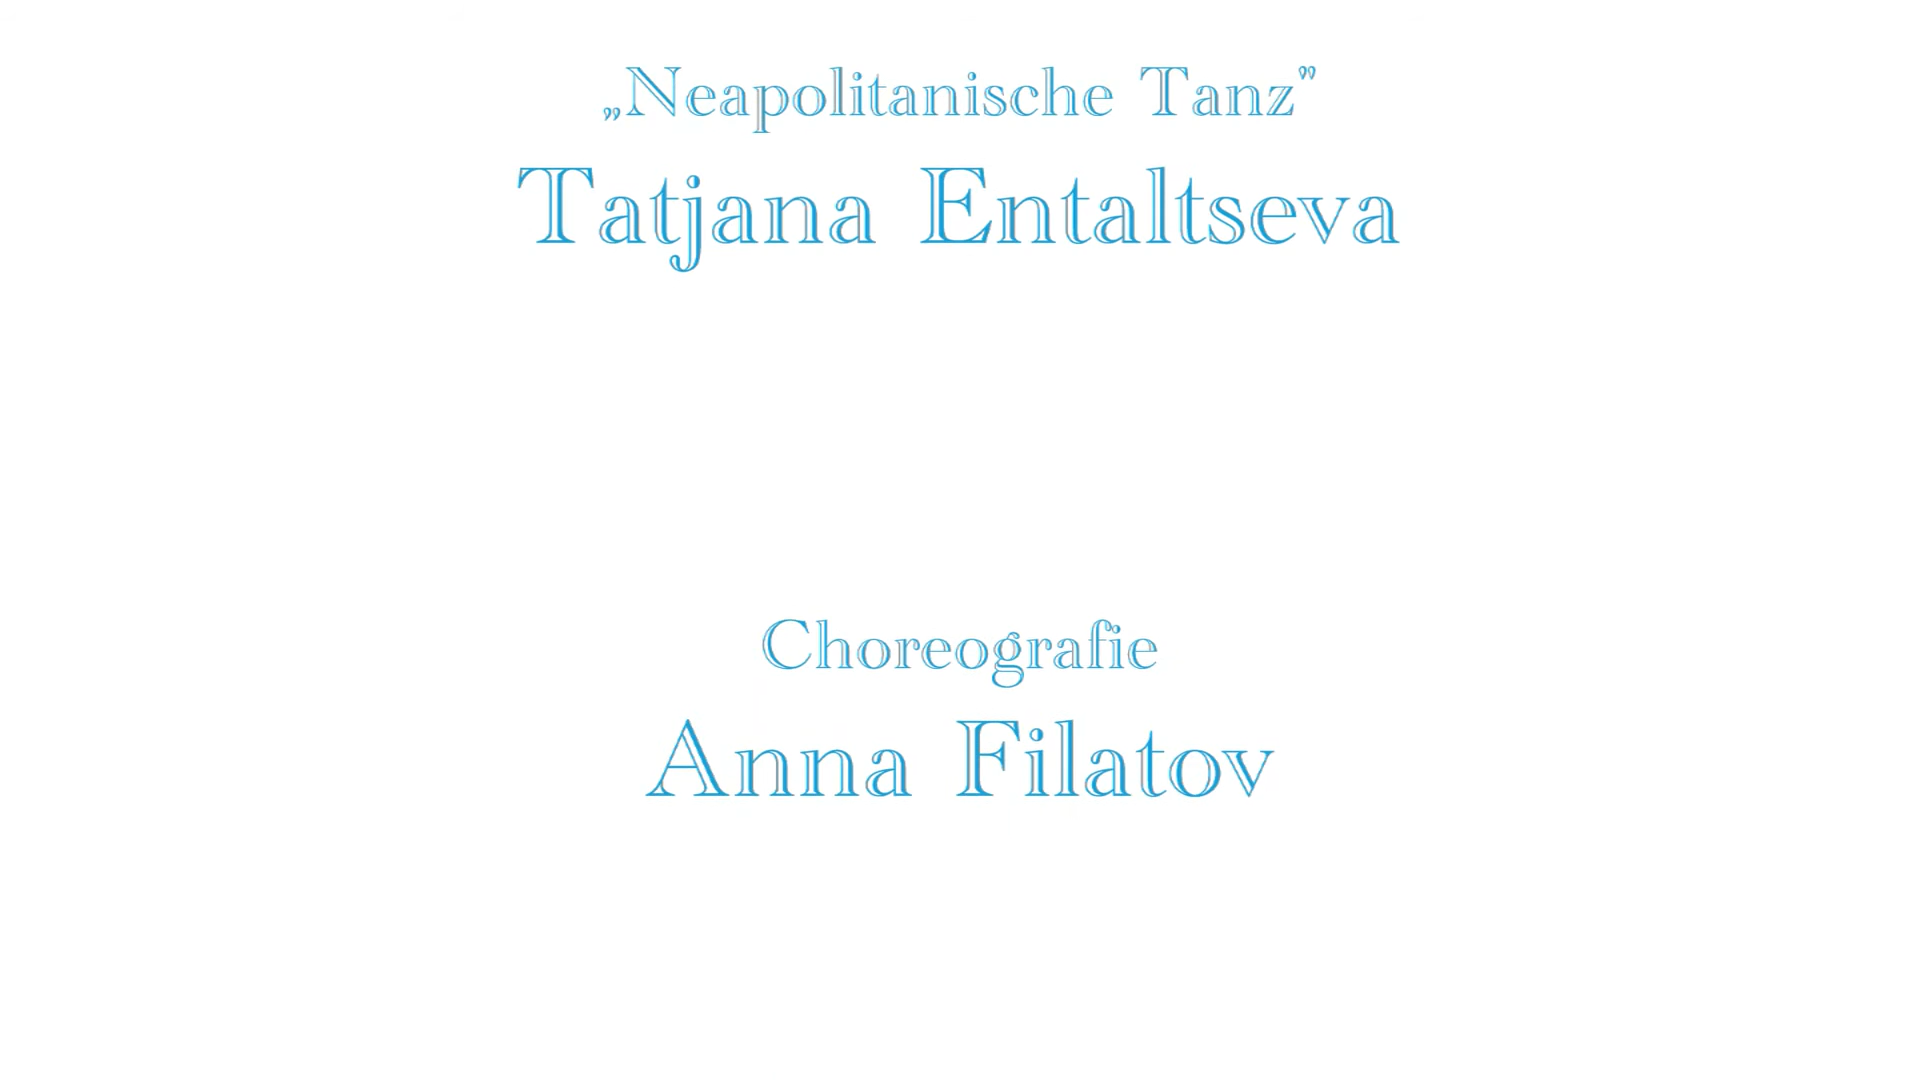 „Neapolitanische Tanz"
Tatjana Entaltseva
Choreografie
Anna Filatov